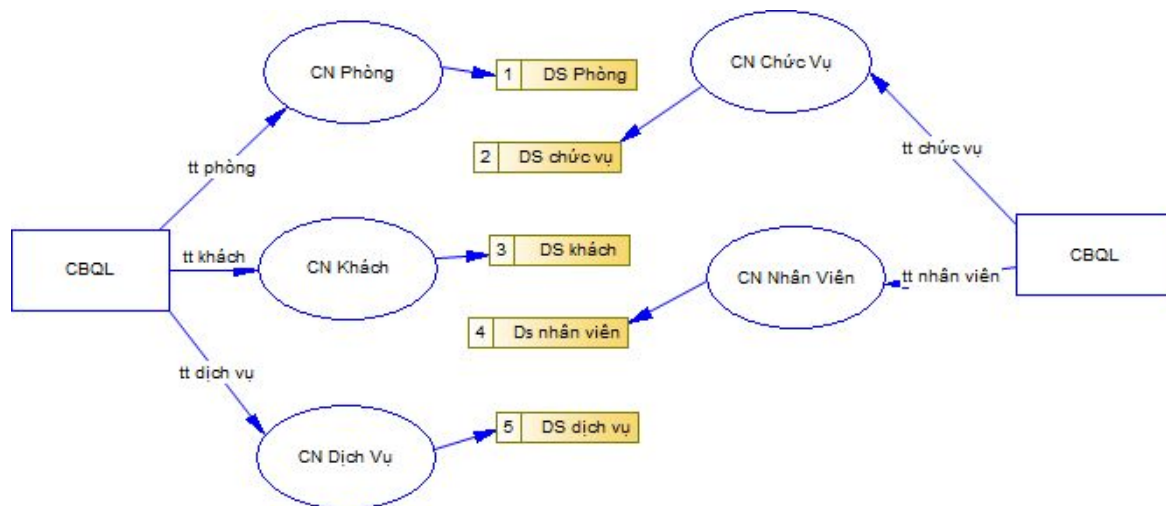 CN Phòng
1 DS Phòng
CN Chức Vụ
2 DS chức vụ
tt phòng
tt chức vụ
CBQL
tt khách
CN Khách
3 DS khách
CN Nhân Viên
tt nhân viên
CBQL
4 Ds nhân viên
tt dịch vụ
CN Dịch Vụ
5 DS dịch vụ